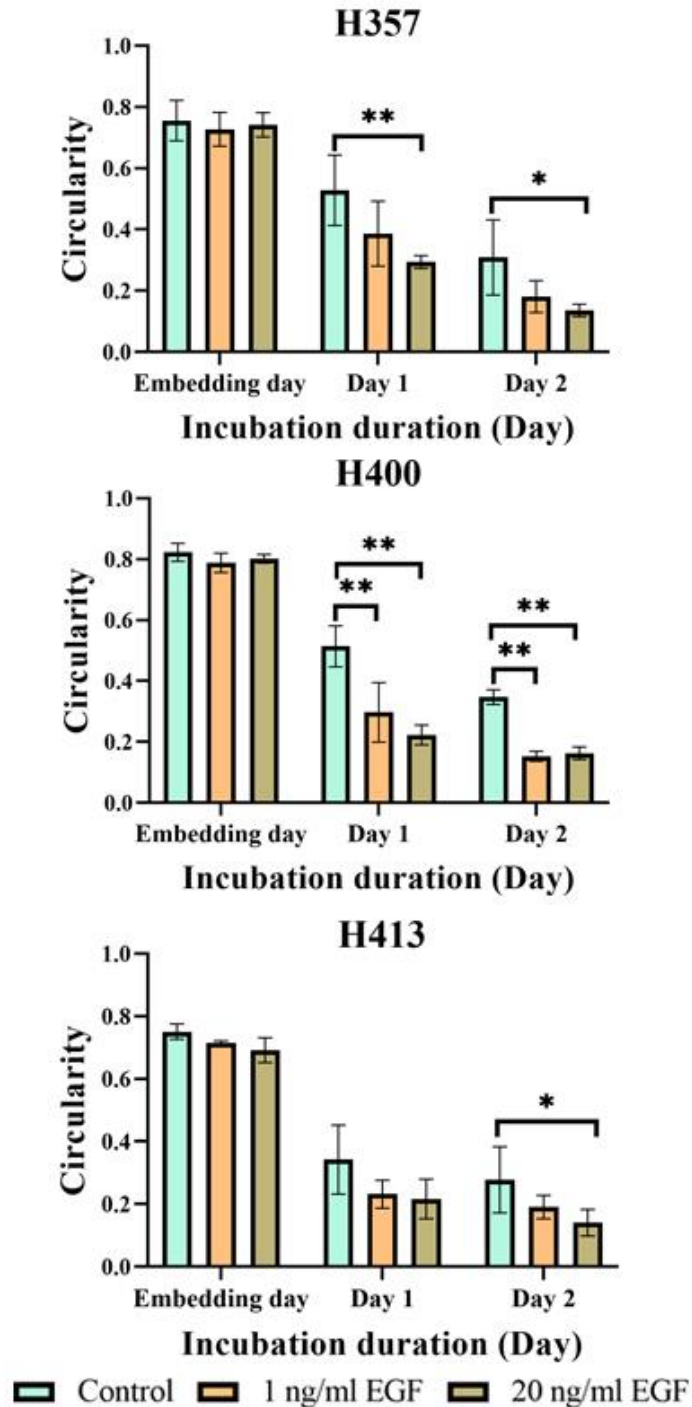 H357
1.0
0.8
0.6
0.4
0.2
0.0
Circularity
**
*
Embedding day Day 1 Day 2
Incubation duration (Day)
H400
1.0
0.8
0.6
0.4
0.2
0.0
Circularity
**
**
**
**
Embedding day Day 1 Day 2
Incubation duration (Day)
H413
1.0
0.8
0.6
0.4
0.2
0.0
Circularity
*
Embedding day Day 1 Day 2
Incubation duration (Day)
Control 1 ng/ml EGF 20 ng/ml EGF